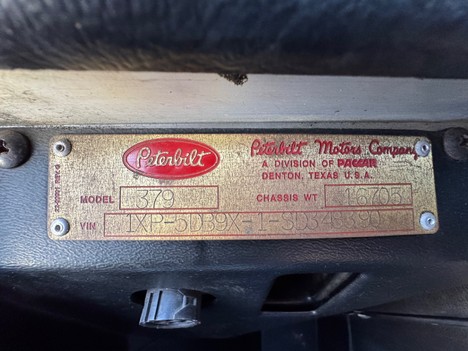 Peterbilt
Peterbilt Motors Company
A DIVISION OF PACCAR
DENTON, TEXAS U.S.A.
MODEL 379 CHASSIS WT 16705
VIN